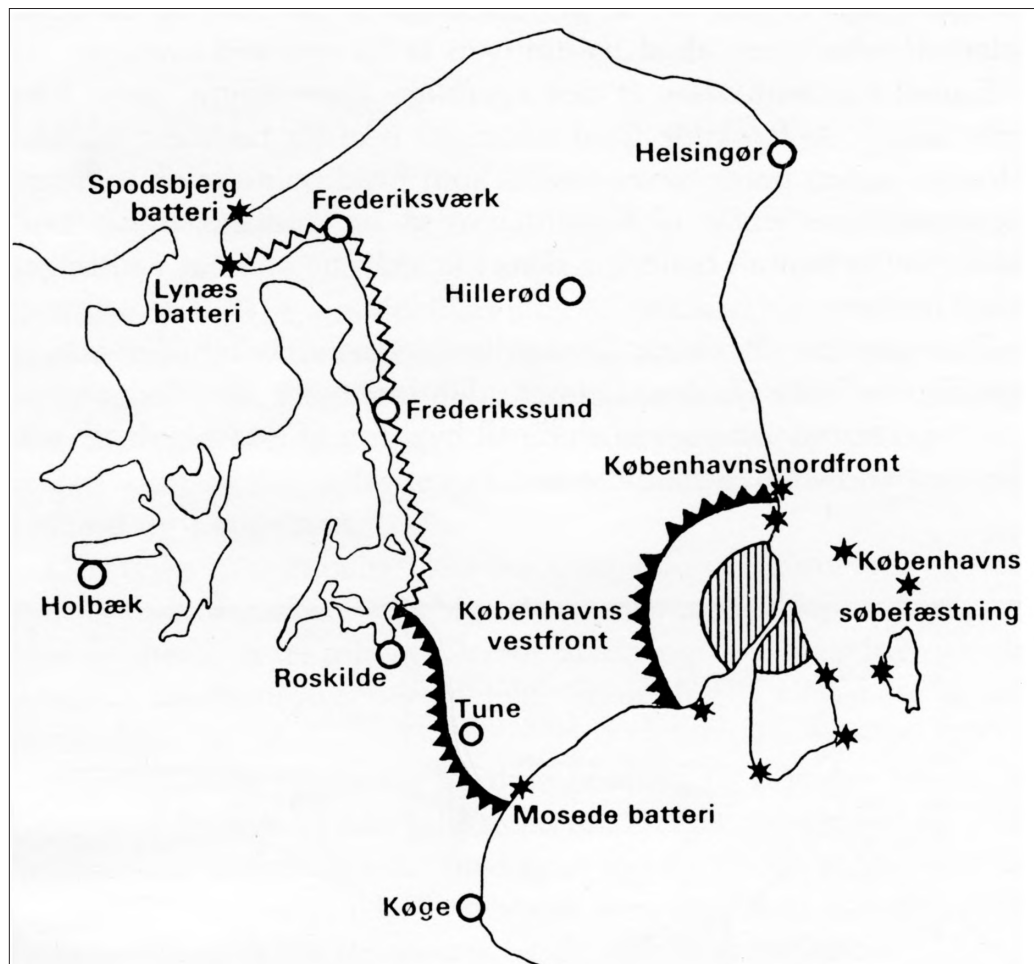 Helsingør
Spodsbjerg
batteri
Frederiksværk
Lynæs
batteri
Hillerød
Frederikssund
Københavns nordfront
Holbæk
Københavns
vestfront
Københavns
søbefæstning
Roskilde
Tune
Mosede batteri
Køge